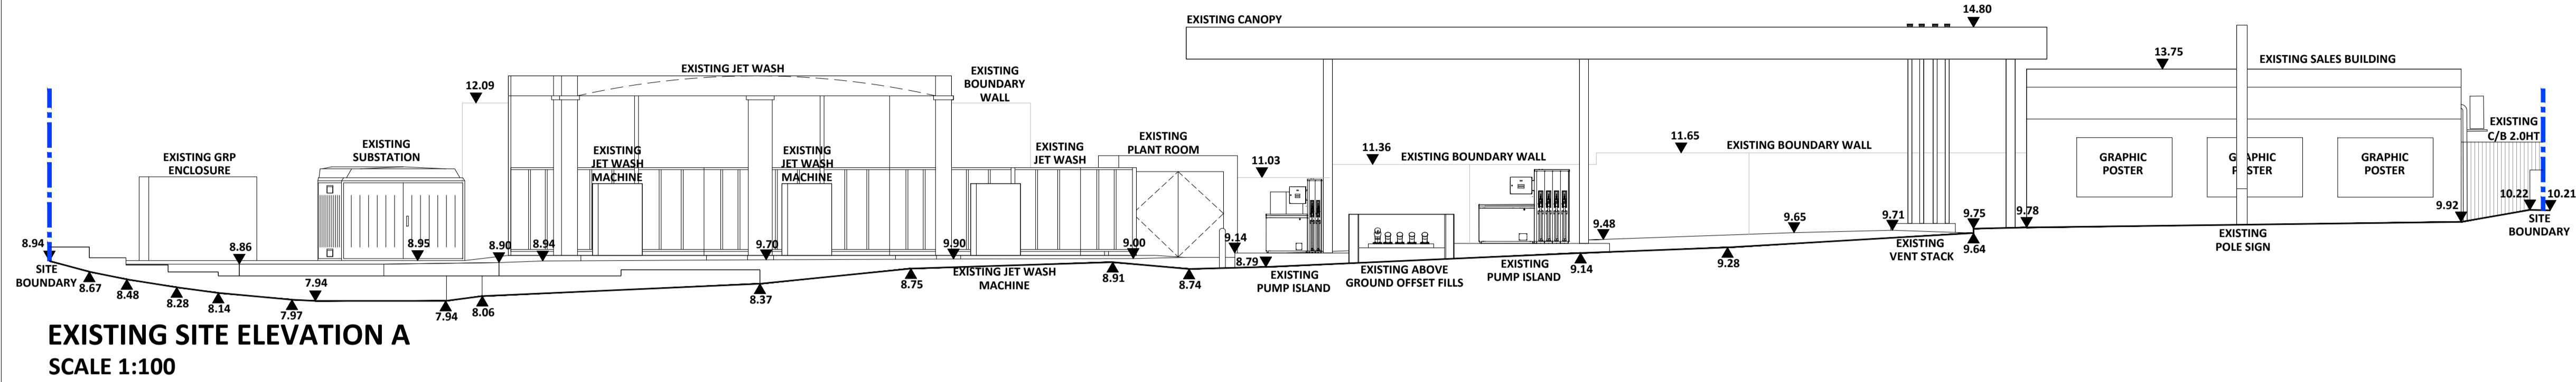 EXISTING CANOPY
14.80
EXISTING JET WASH
EXISTING
BOUNDARY
WALL
13.75
EXISTING SALES BUILDING
12.09
EXISTING GRP
ENCLOSURE
EXISTING
SUBSTATION
EXISTING
JET WASH
MACHINE
EXISTING
JET WASH
MACHINE
EXISTING
JET WASH
EXISTING
PLANT ROOM
11.03
11.36
EXISTING BOUNDARY WALL
11.65
EXISTING BOUNDARY WALL
GRAPHIC
POSTER
GRAPHIC
POSTER
GRAPHIC
POSTER
EXISTING
C/B 2.0HT
8.94
8.86
8.95
8.90
8.94
9.70
9.90
9.00
9.14
8.79
9.48
9.65
9.71
9.75
9.78
9.92
10.22
10.21
SITE
BOUNDARY
8.67
8.48
8.28
8.14
7.97
7.94
7.94
8.06
8.37
8.75
EXISTING JET WASH
MACHINE
8.91
8.74
EXISTING
PUMP ISLAND
EXISTING ABOVE
GROUND OFFSET FILLS
EXISTING
PUMP ISLAND
9.14
9.28
EXISTING
VENT STACK
9.64
EXISTING
POLE SIGN
SITE
BOUNDARY
EXISTING SITE ELEVATION A
SCALE 1:100